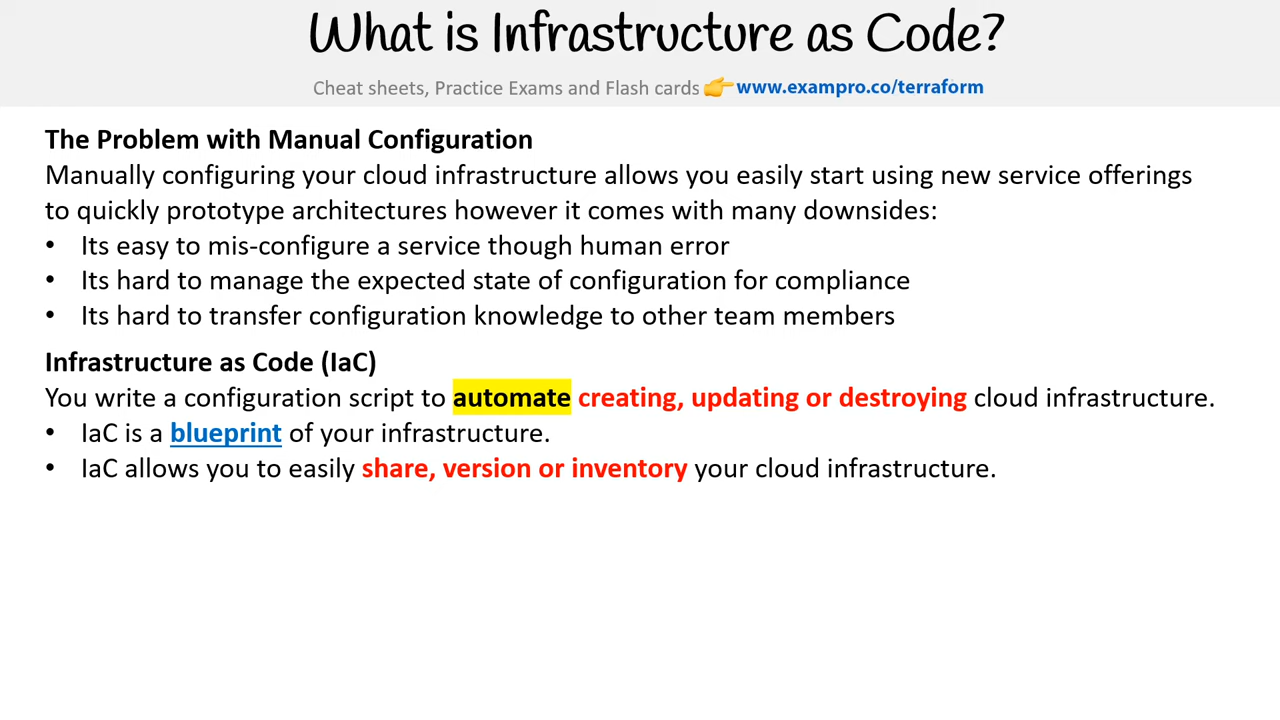 What is Infrastructure as Code?
Cheat sheets, Practice Exams and Flash cards 👉 www.exampro.co/terraform
The Problem with Manual Configuration
Manually configuring your cloud infrastructure allows you easily start using new service offerings
to quickly prototype architectures however it comes with many downsides:
• Its easy to mis-configure a service though human error
• Its hard to manage the expected state of configuration for compliance
• Its hard to transfer configuration knowledge to other team members
Infrastructure as Code (IaC)
You write a configuration script to automate creating, updating or destroying cloud infrastructure.
• IaC is a blueprint of your infrastructure.
• IaC allows you to easily share, version or inventory your cloud infrastructure.